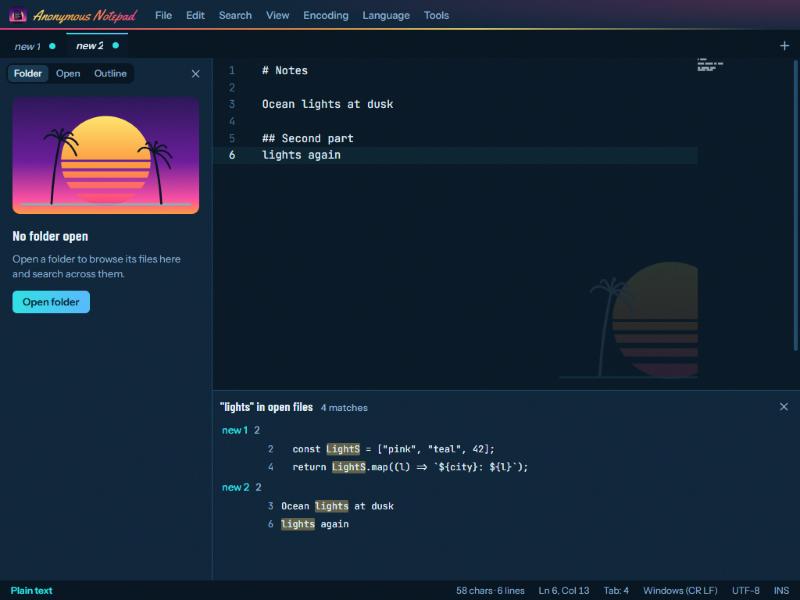 Anonymous Notepad File Edit Search View Encoding Language Tools
new 1 new 2 +
Folder Open Outline
No folder open
Open a folder to browse its files here
and search across them.
Open folder
1 # Notes
2
3 Ocean lights at dusk
4
5 ## Second part
6 lights again
"lights" in open files 4 matches
new 1 2
2 const LightS = ["pink", "teal", 42];
4 return LightS.map((l) => `${city}: ${l}`);
new 2 2
3 Ocean lights at dusk
6 lights again
Plain text 58 chars · 6 lines Ln 6, Col 13 Tab: 4 Windows (CR LF) UTF-8 INS